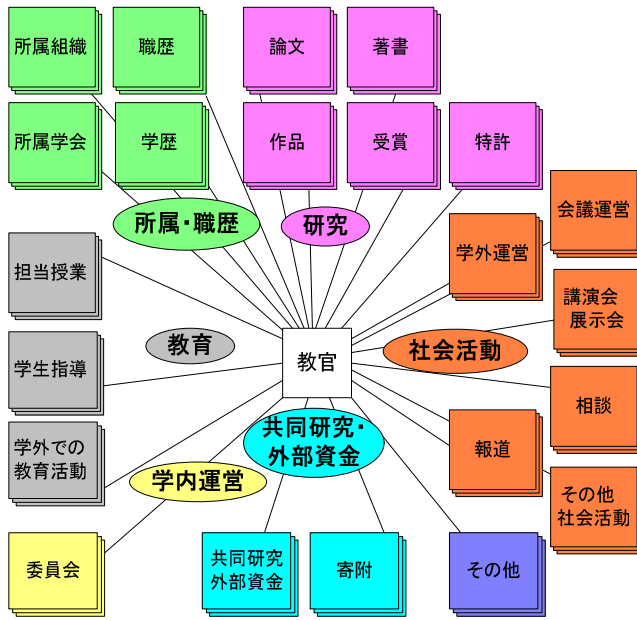 所属組織
職歴
論文
著書
所属学会
学歴
作品
受賞
特許
所属・職歴
研究
会議運営
学外運営
担当授業
講演会
展示会
教育
教官
社会活動
学生指導
相談
共同研究・
外部資金
学外での
教育活動
報道
学内運営
その他
社会活動
委員会
共同研究
外部資金
寄附
その他